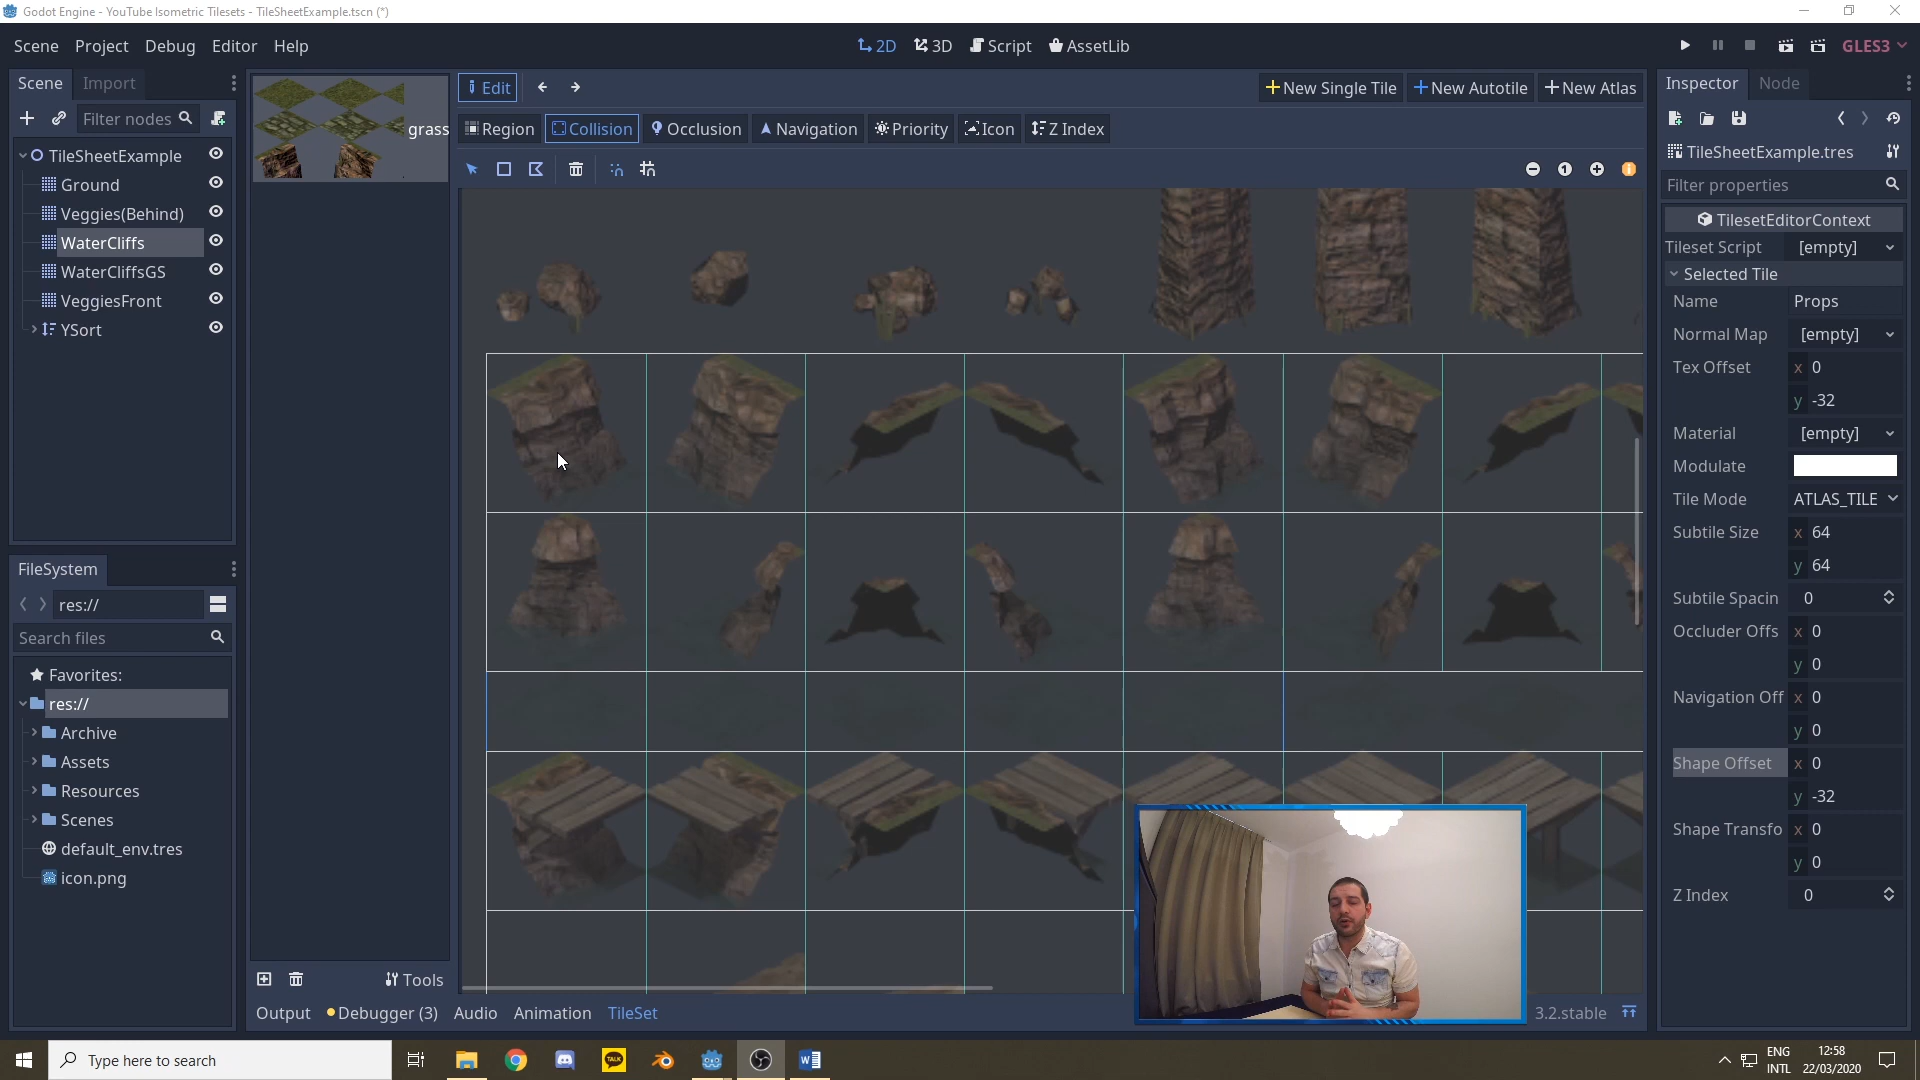 Godot Engine - YouTube Isometric Tilesets - TileSheetExample.tscn (*)
Scene Project Debug Editor Help
2D 3D Script AssetLib
GLES3
Scene Import
Filter nodes
TileSheetExample
Ground
Veggies(Behind)
WaterCliffs
WaterCliffsGS
VeggiesFront
YSort
FileSystem
res://
Search files
Favorites:
res://
Archive
Assets
Resources
Scenes
default_env.tres
icon.png
grass
Tools
Edit
New Single Tile New Autotile New Atlas
Region Collision Occlusion Navigation Priority Icon Z Index
1
Output Debugger (3) Audio Animation TileSet
3.2.stable
Inspector Node
TileSheetExample.tres
Filter properties
TilesetEditorContext
Tileset Script [empty]
Selected Tile
Name Props
Normal Map [empty]
Tex Offset x 0
y -32
Material [empty]
Modulate
Tile Mode ATLAS_TILE
Subtile Size x 64
y 64
Subtile Spacin 0
Occluder Offs x 0
y 0
Navigation Off x 0
y 0
Shape Offset x 0
y -32
Shape Transfo x 0
y 0
Z Index 0
Type here to search
TALK
W
ENG
INTL
12:58
22/03/2020